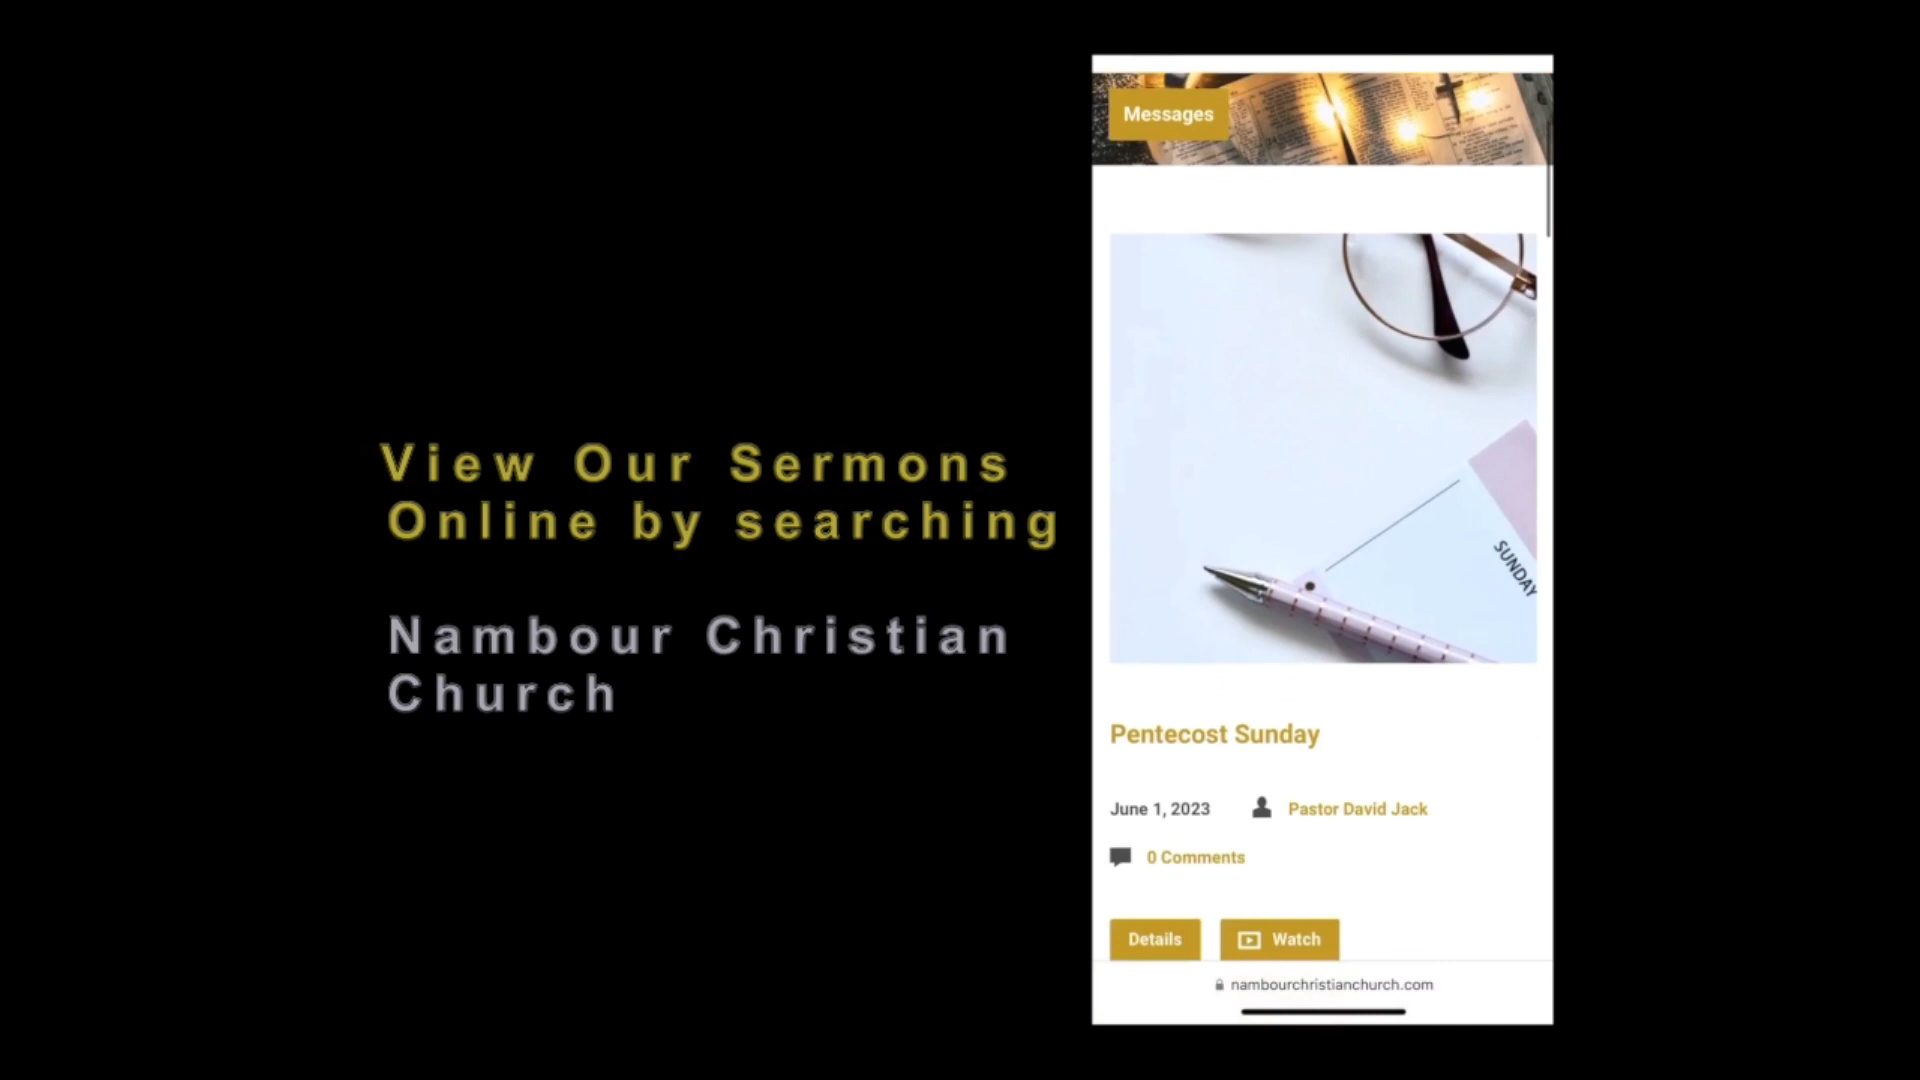 View Our Sermons
Online by searching
Nambour Christian
Church
Messages
SUNDAY
Pentecost Sunday
June 1, 2023 Pastor David Jack
0 Comments
Details Watch
nambourchristianchurch.com